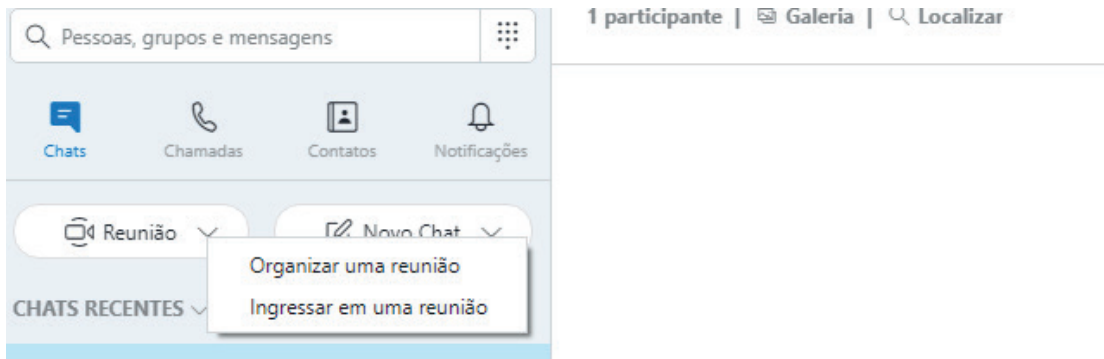 Pessoas, grupos e mensagens
1 participante | Galeria | Localizar
Chats Chamadas Contatos Notificações
Reunião Novo Chat
Organizar uma reunião
CHATS RECENTES
Ingressar em uma reunião